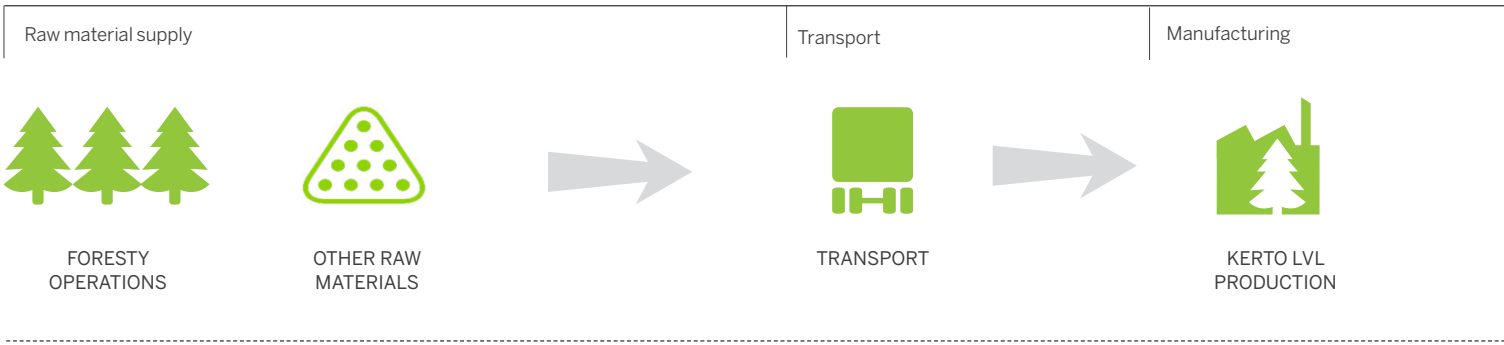 Raw material supply
Transport
Manufacturing
FORESTY
OPERATIONS
OTHER RAW
MATERIALS
TRANSPORT
KERTO LVL
PRODUCTION